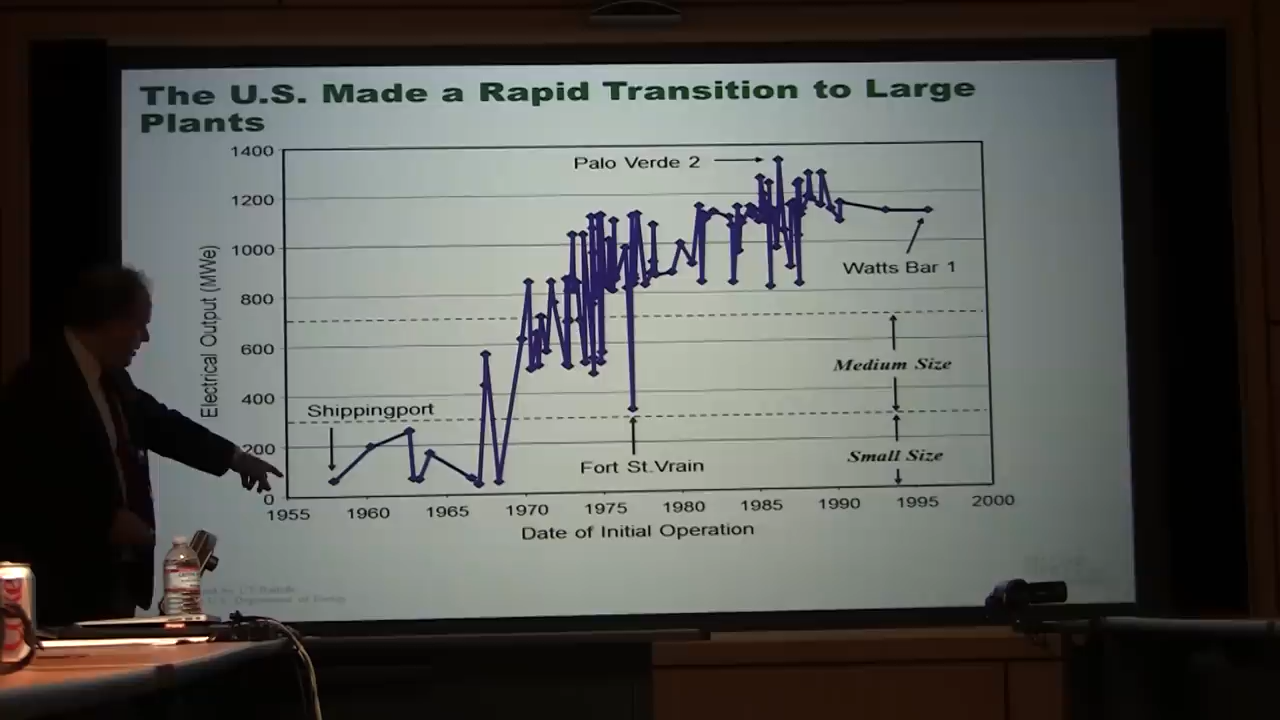 The U.S. Made a Rapid Transition to Large
Plants
1400
1200
1000
800
600
400
200
0
Electrical Output (MWe)
Palo Verde 2
Watts Bar 1
Medium Size
Shippingport
Small Size
Fort St.Vrain
1955 1960 1965 1970 1975 1980 1985 1990 1995 2000
Date of Initial Operation